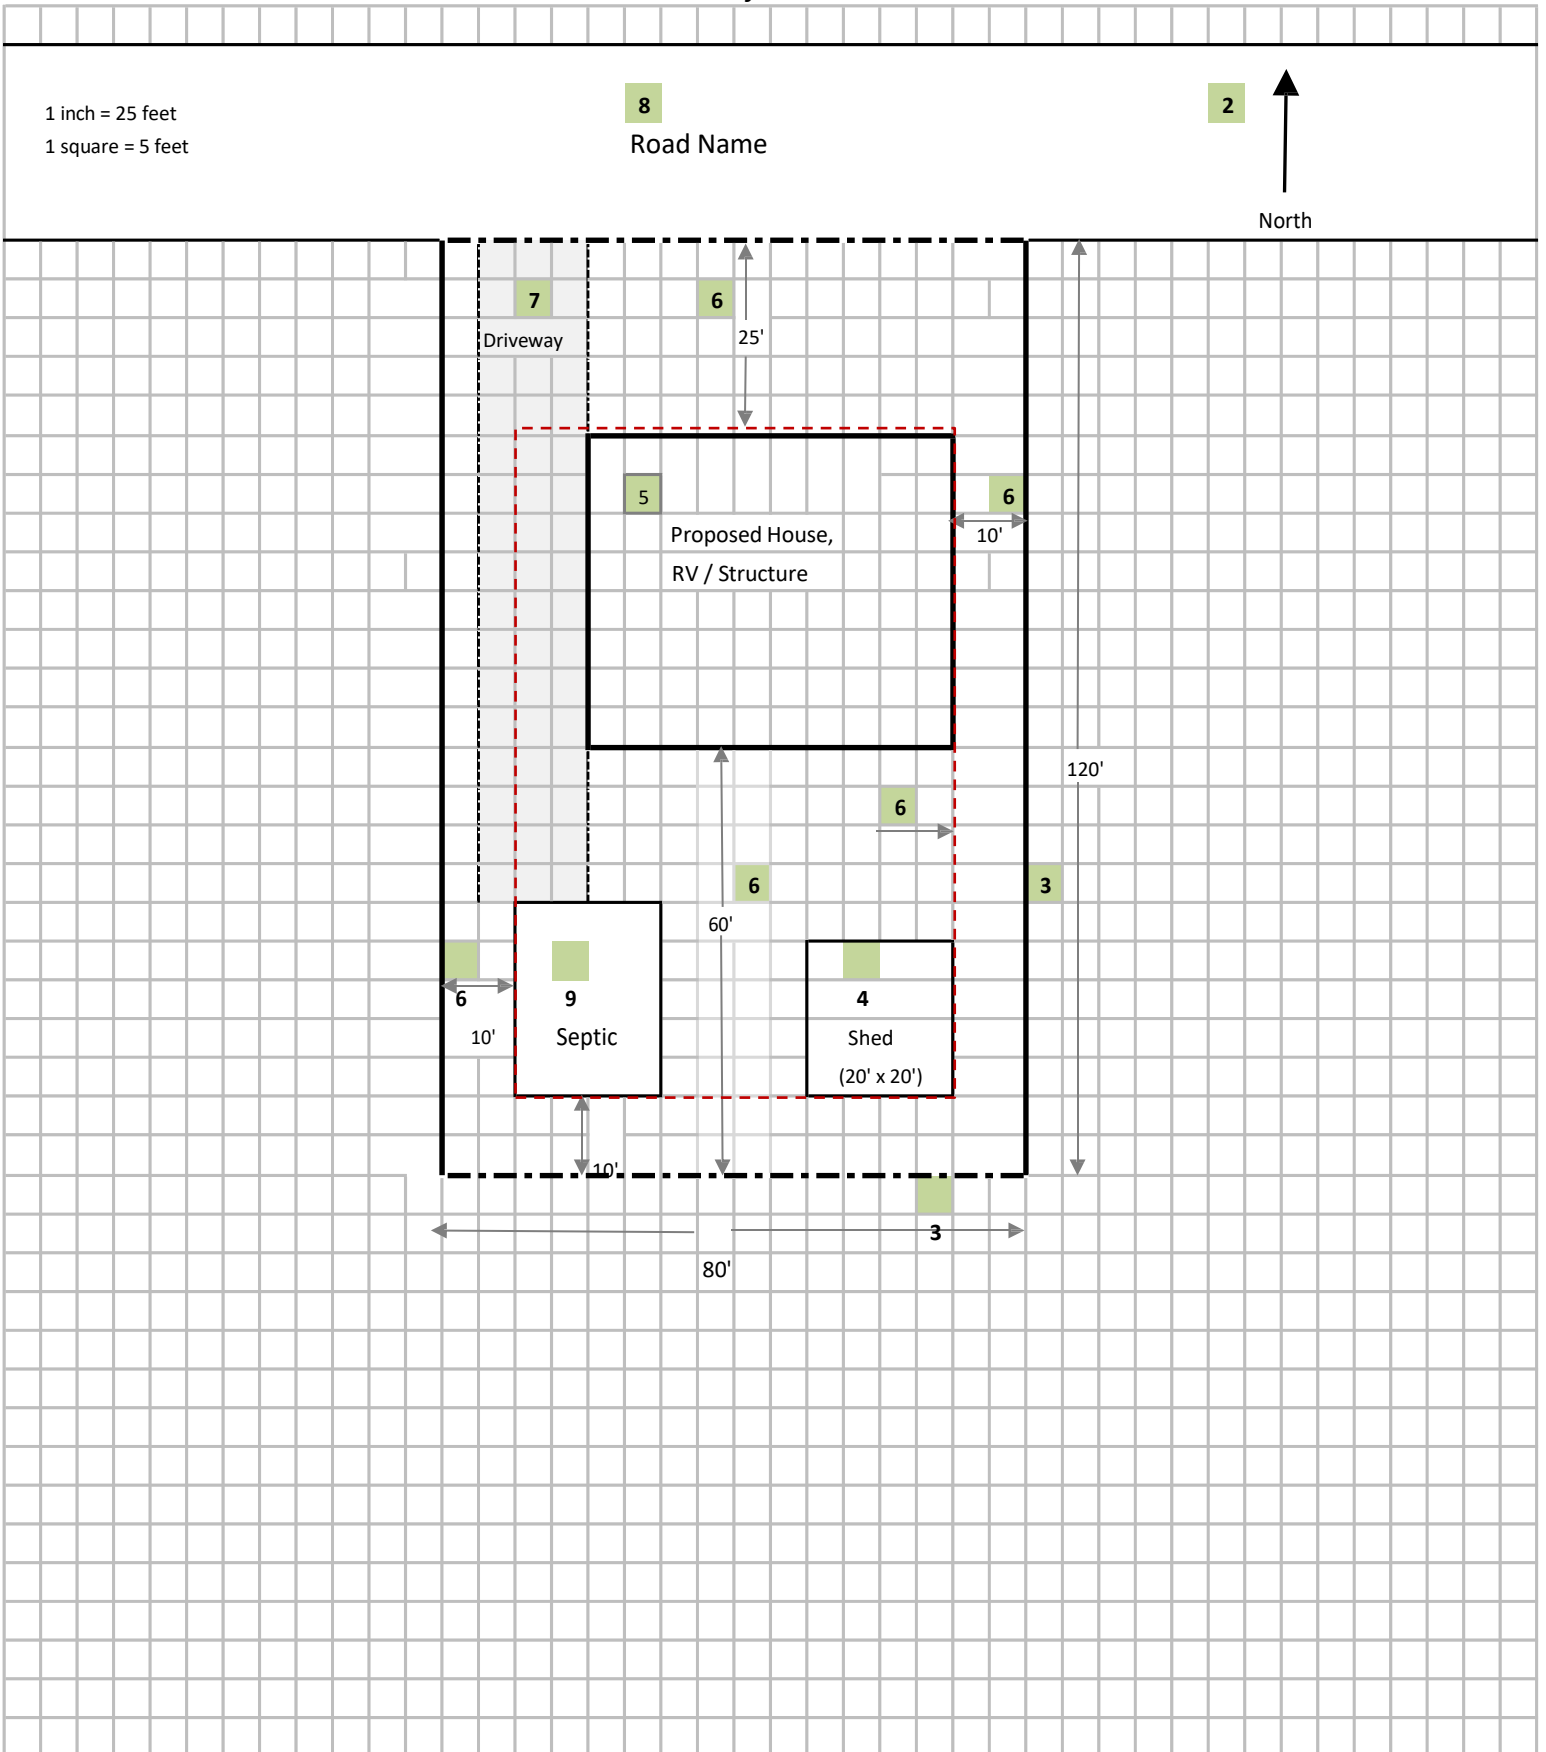 1 inch = 25 feet
1 square = 5 feet
8
Road Name
2
North
7
Driveway
6
25'
5
Proposed House,
RV / Structure
6
10'
120'
6
6
3
60'
6
10'
9
Septic
4
Shed
(20' x 20')
10'
3
80'